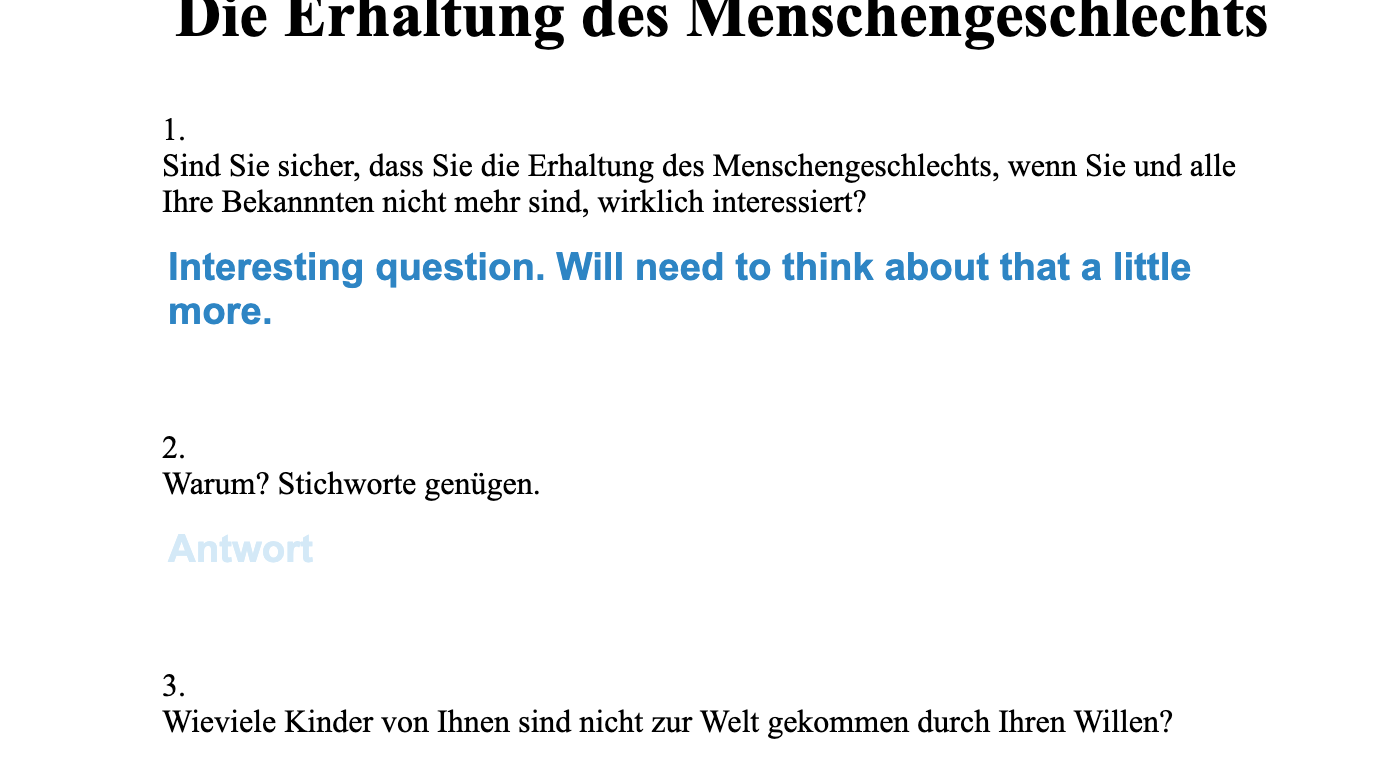 Die Erhaltung des Menschengeschlechts
1.
Sind Sie sicher, dass Sie die Erhaltung des Menschengeschlechts, wenn Sie und alle
Ihre Bekannnten nicht mehr sind, wirklich interessiert?
Interesting question. Will need to think about that a little
more.
2.
Warum? Stichworte genügen.
Antwort
3.
Wieviele Kinder von Ihnen sind nicht zur Welt gekommen durch Ihren Willen?